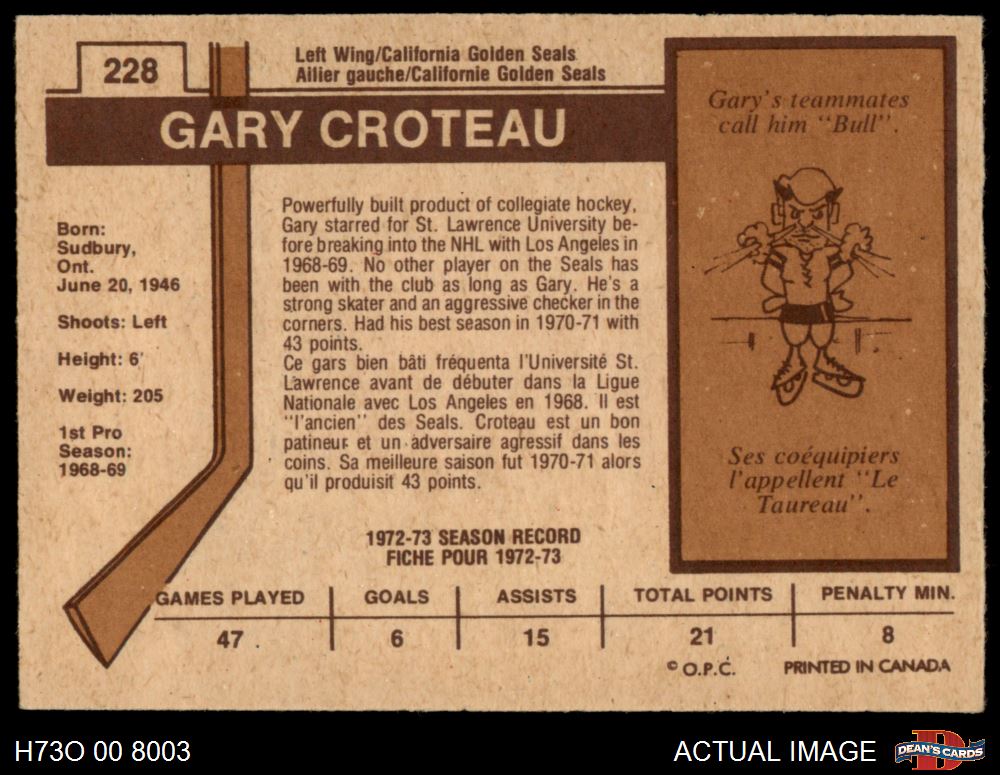 228
Left Wing/California Golden Seals
Ailier gauche/Californie Golden Seals
GARY CROTEAU
Born:
Sudbury,
Ont.
June 20, 1946
Shoots: Left
Height: 6'
Weight: 205
1st Pro
Season:
1968-69
Powerfully built product of collegiate hockey,
Gary starred for St. Lawrence University be-
fore breaking into the NHL with Los Angeles in
1968-69. No other player on the Seals has
been with the club as long as Gary. He's a
strong skater and an aggressive checker in the
corners. Had his best season in 1970-71 with
43 points.
Ce gars bien bâti fréquenta l'Université St.
Lawrence avant de débuter dans la Ligue
Nationale avec Los Angeles en 1968. Il est
"l'ancien" des Seals. Croteau est un bon
patineur et un adversaire agressif dans les
coins. Sa meilleure saison fut 1970-71 alors
qu'il produisit 43 points.
Gary's teammates
call him "Bull".
Ses coéquipiers
l'appellent "Le
Taureau".
1972-73 SEASON RECORD
FICHE POUR 1972-73
GAMES PLAYED GOALS ASSISTS TOTAL POINTS PENALTY MIN.
47 6 15 21 8
© O.P.C. PRINTED IN CANADA
H73O 00 8003
ACTUAL IMAGE
DEAN'S CARDS